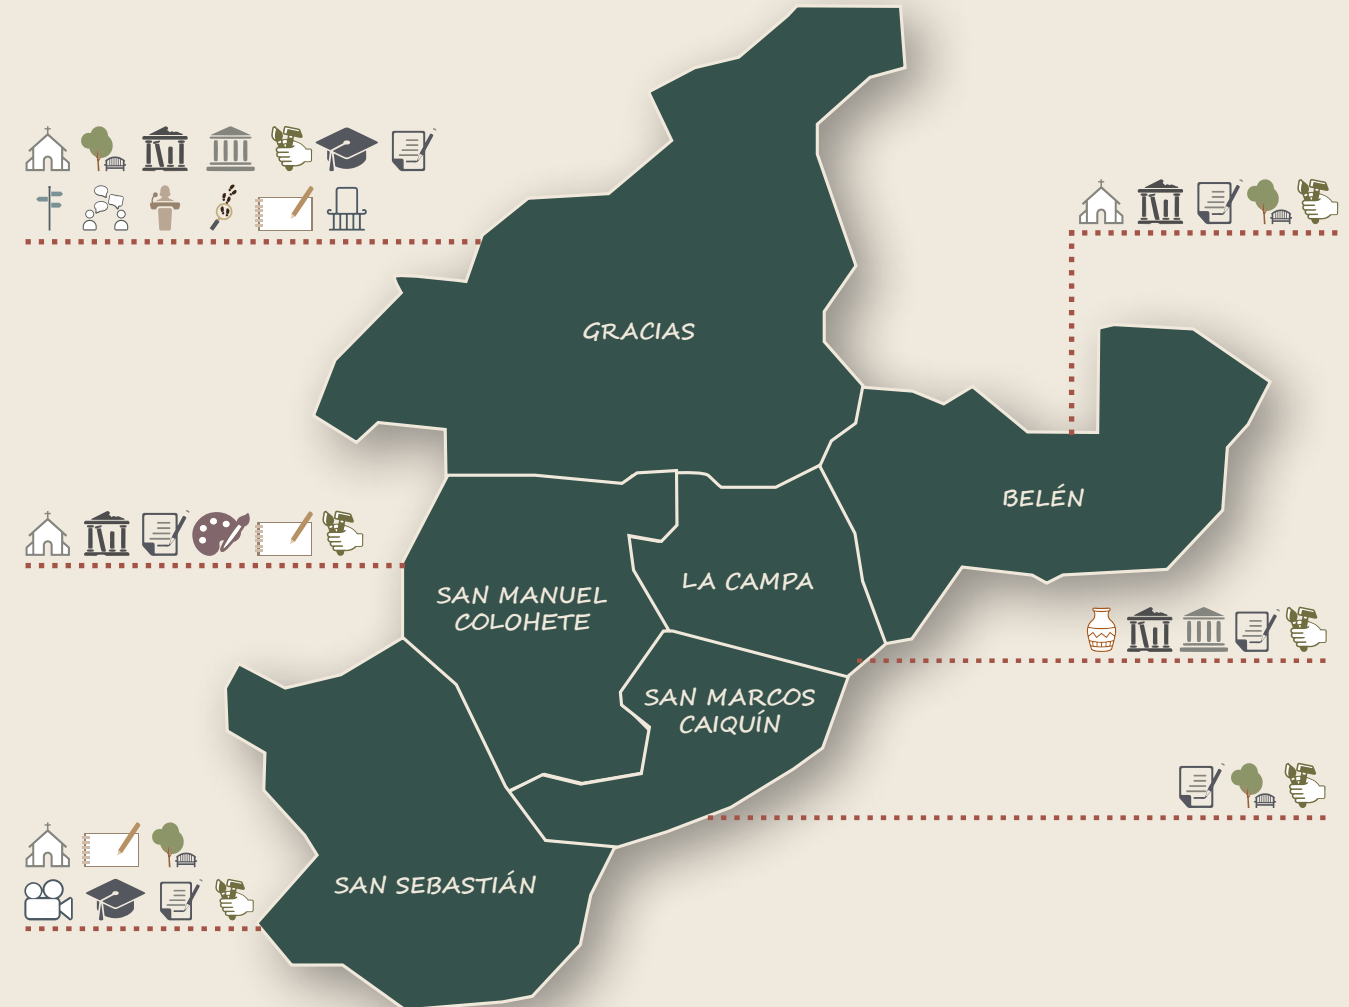 GRACIAS
BELÉN
LA CAMPA
SAN MANUEL
COLOHETE
SAN MARCOS
CAIQUÍN
SAN SEBASTIÁN